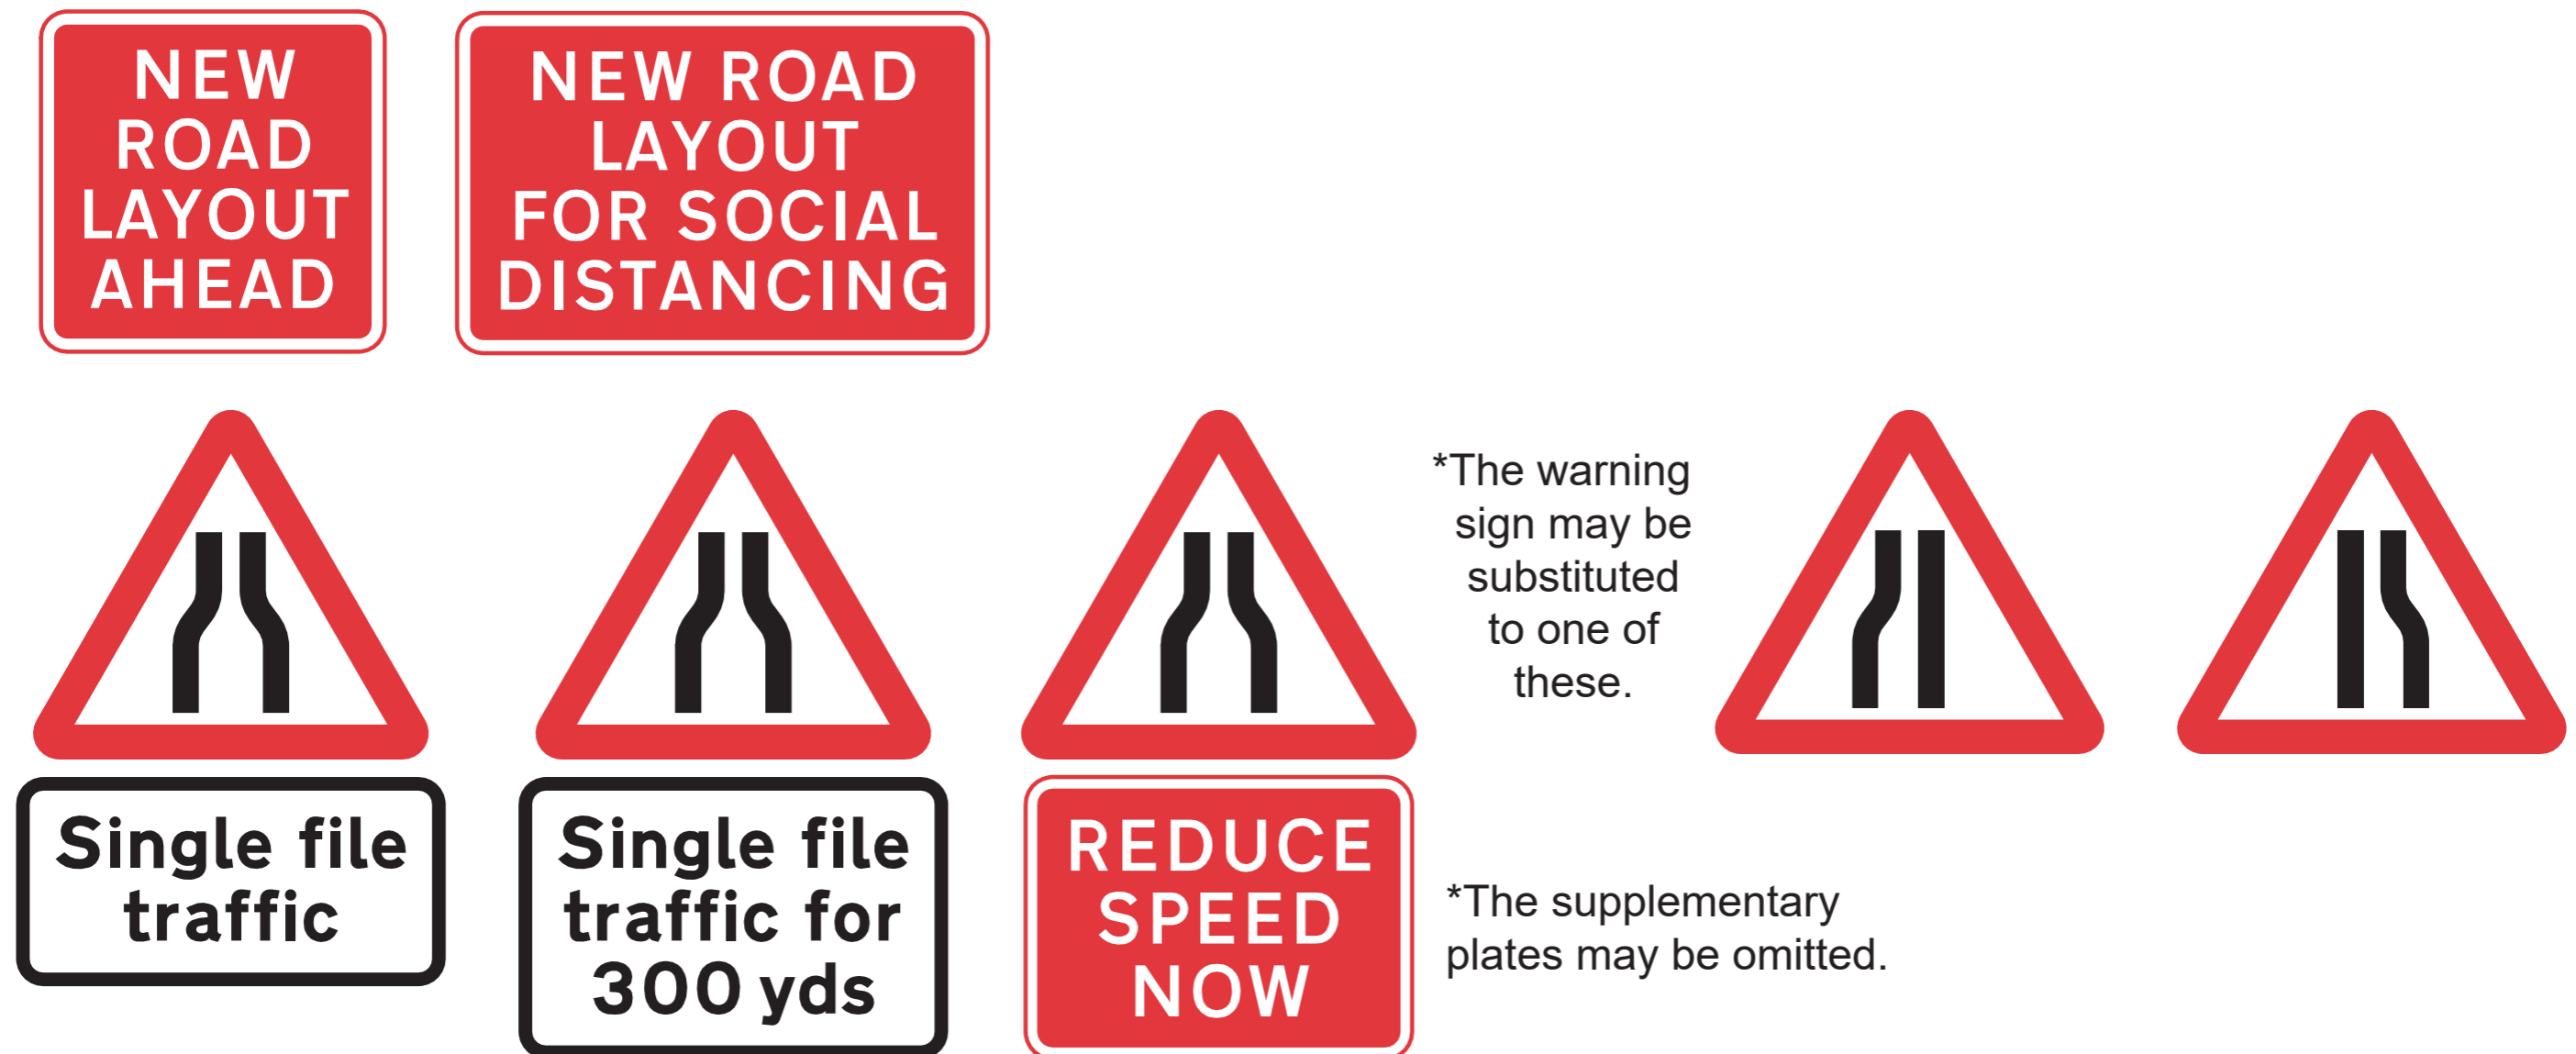 NEW
ROAD
LAYOUT
AHEAD
NEW ROAD
LAYOUT
FOR SOCIAL
DISTANCING
*The warning
sign may be
substituted
to one of
these.
Single file
traffic
Single file
traffic for
300 yds
REDUCE
SPEED
NOW
*The supplementary
plates may be omitted.